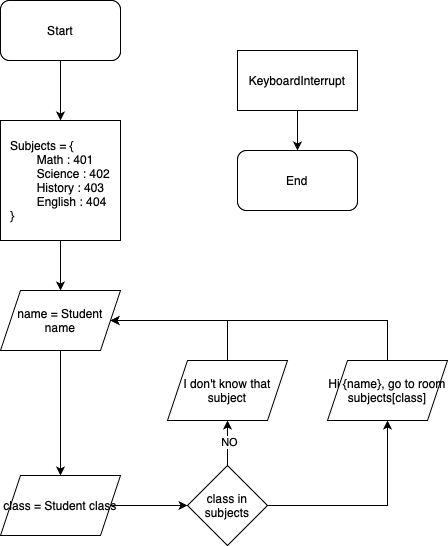 Start
KeyboardInterrupt
Subjects = {
Math : 401
Science : 402
History : 403
English : 404
}
End
name = Student
name
I don't know that
subject
Hi {name}, go to room
subjects[class]
NO
class = Student class
class in
subjects